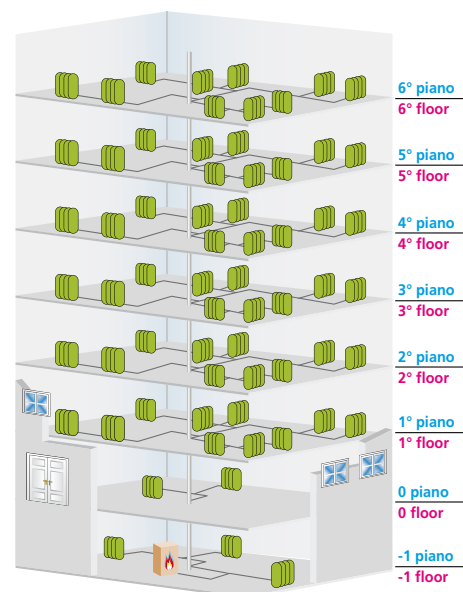 6° piano
6° floor
5° piano
5° floor
4° piano
4° floor
3° piano
3° floor
2° piano
2° floor
1° piano
1° floor
0 piano
0 floor
-1 piano
-1 floor